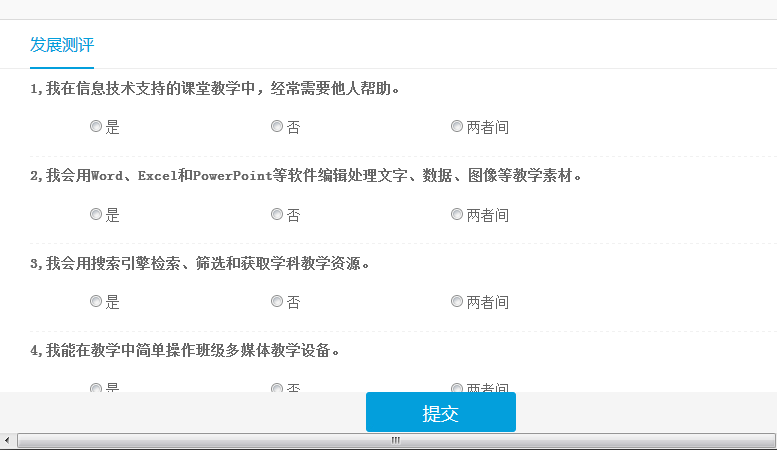 发展测评
1,我在信息技术支持的课堂教学中，经常需要他人帮助。
是 否 两者间
2,我会用Word、Excel和PowerPoint等软件编辑处理文字、数据、图像等教学素材。
是 否 两者间
3,我会用搜索引擎检索、筛选和获取学科教学资源。
是 否 两者间
4,我能在教学中简单操作班级多媒体教学设备。
是 否 两者间
提交